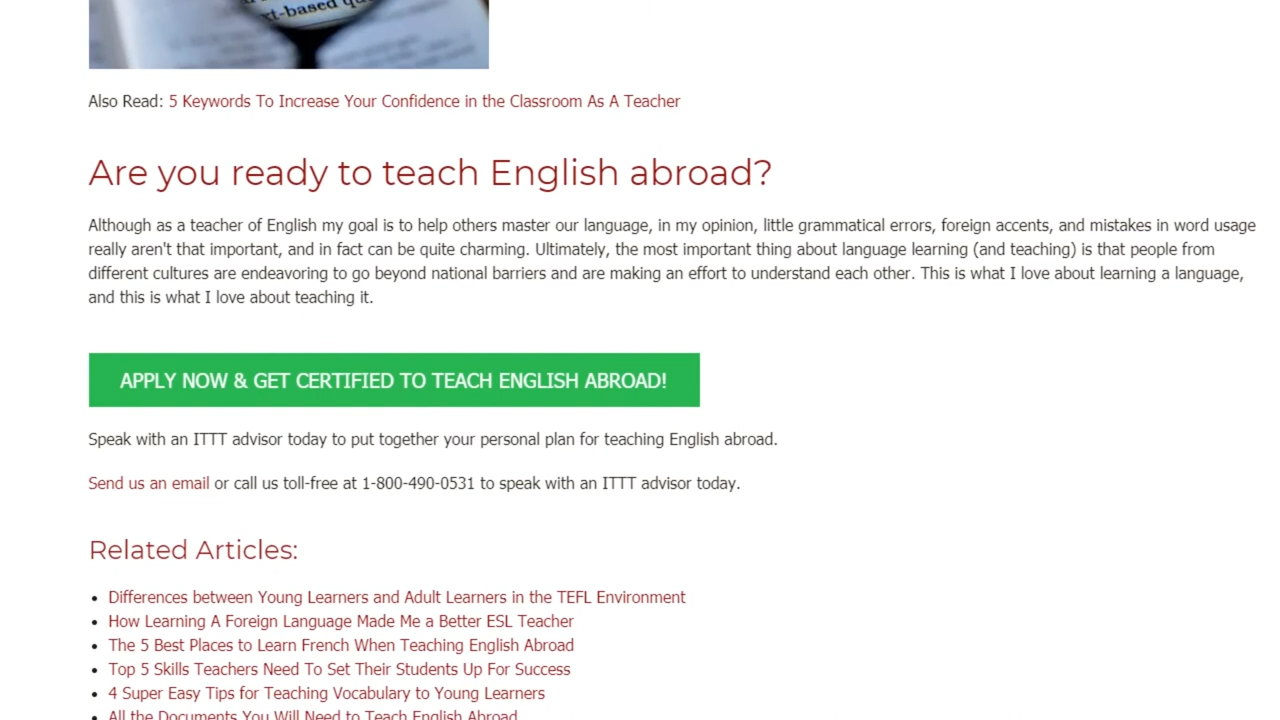 xt-based qu
Also Read: 5 Keywords To Increase Your Confidence in the Classroom As A Teacher
Are you ready to teach English abroad?
Although as a teacher of English my goal is to help others master our language, in my opinion, little grammatical errors, foreign accents, and mistakes in word usage
really aren't that important, and in fact can be quite charming. Ultimately, the most important thing about language learning (and teaching) is that people from
different cultures are endeavoring to go beyond national barriers and are making an effort to understand each other. This is what I love about learning a language,
and this is what I love about teaching it.
APPLY NOW & GET CERTIFIED TO TEACH ENGLISH ABROAD!
Speak with an ITTT advisor today to put together your personal plan for teaching English abroad.
Send us an email or call us toll-free at 1-800-490-0531 to speak with an ITTT advisor today.
Related Articles:
Differences between Young Learners and Adult Learners in the TEFL Environment
How Learning A Foreign Language Made Me a Better ESL Teacher
The 5 Best Places to Learn French When Teaching English Abroad
Top 5 Skills Teachers Need To Set Their Students Up For Success
4 Super Easy Tips for Teaching Vocabulary to Young Learners
All the Documents You Will Need to Teach English Abroad